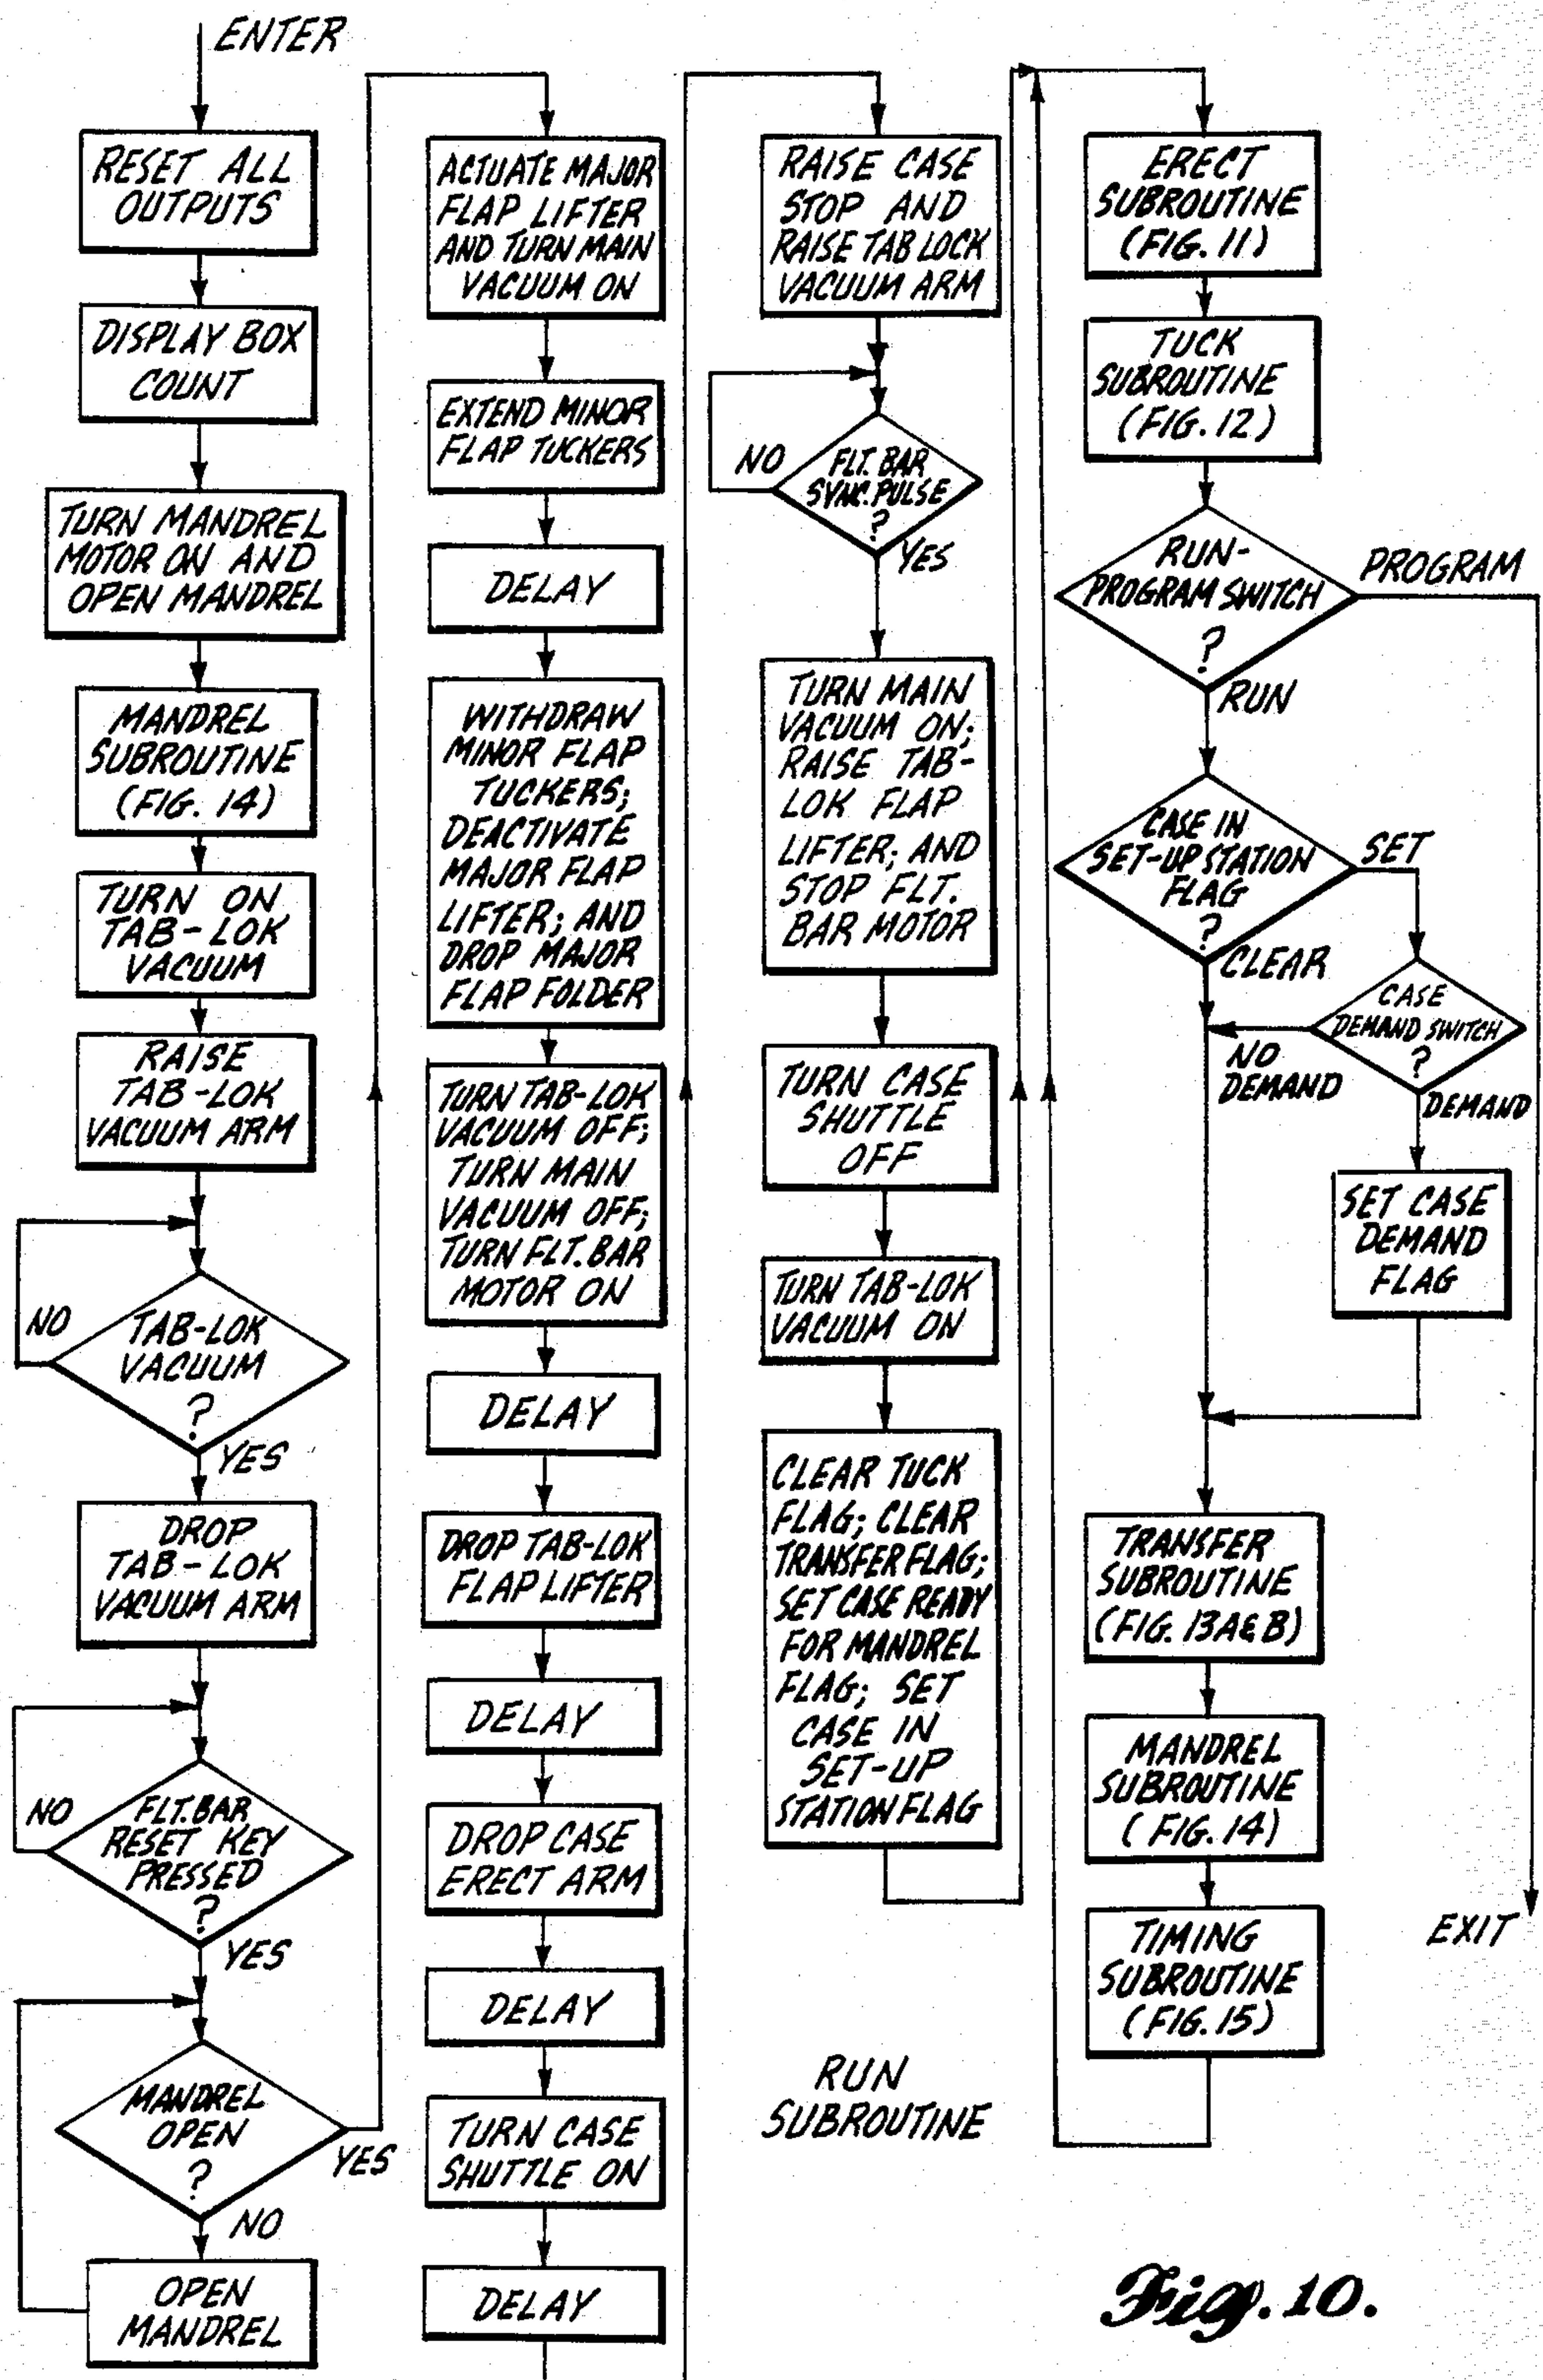 ENTER
RESET ALL
OUTPUTS
DISPLAY BOX
COUNT
TURN MANDREL
MOTOR ON AND
OPEN MANDREL
MANDREL
SUBROUTINE
(FIG. 14)
TURN ON
TAB-LOK
VACUUM
RAISE
TAB-LOK
VACUUM ARM
NO
TAB-LOK
VACUUM
?
YES
DROP
TAB-LOK
VACUUM ARM
NO
FLT. BAR
RESET KEY
PRESSED
?
YES
MANDREL
OPEN
?
YES
NO
OPEN
MANDREL
ACTUATE MAJOR
FLAP LIFTER
AND TURN MAIN
VACUUM ON
EXTEND MINOR
FLAP TUCKERS
DELAY
WITHDRAW
MINOR FLAP
TUCKERS;
DEACTIVATE
MAJOR FLAP
LIFTER; AND
DROP MAJOR
FLAP FOLDER
TURN TAB-LOK
VACUUM OFF;
TURN MAIN
VACUUM OFF;
TURN FLT. BAR
MOTOR ON
DELAY
DROP TAB-LOK
FLAP LIFTER
DELAY
DROP CASE
ERECT ARM
DELAY
TURN CASE
SHUTTLE ON
DELAY
RAISE CASE
STOP AND
RAISE TAB LOCK
VACUUM ARM
NO
FLT. BAR
SYNC. PULSE
?
YES
TURN MAIN
VACUUM ON;
RAISE TAB-
LOK FLAP
LIFTER; AND
STOP FLT.
BAR MOTOR
TURN CASE
SHUTTLE
OFF
TURN TAB-LOK
VACUUM ON
CLEAR TUCK
FLAG; CLEAR
TRANSFER FLAG;
SET CASE READY
FOR MANDREL
FLAG; SET
CASE IN
SET-UP
STATION FLAG
RUN
SUBROUTINE
ERECT
SUBROUTINE
(FIG. 11)
TUCK
SUBROUTINE
(FIG. 12)
RUN-
PROGRAM SWITCH
?
PROGRAM
RUN
CASE IN
SET-UP STATION
FLAG
?
SET
CLEAR
CASE
DEMAND SWITCH
?
NO
DEMAND
DEMAND
SET CASE
DEMAND
FLAG
TRANSFER
SUBROUTINE
(FIG. 13A&B)
MANDREL
SUBROUTINE
(FIG. 14)
TIMING
SUBROUTINE
(FIG. 15)
EXIT
Fig. 10.